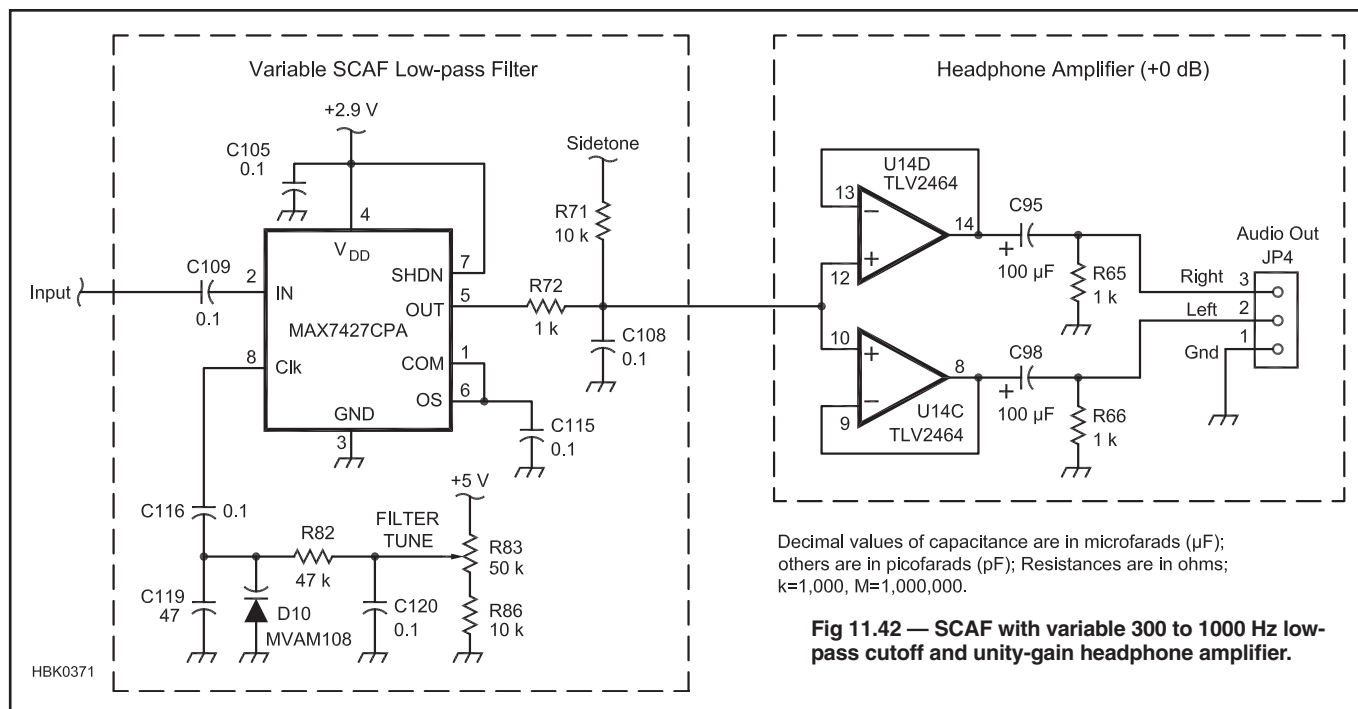 Variable SCAF Low-pass Filter
+2.9 V
C105
0.1
4
V DD
SHDN
7
C109
0.1
2
IN
Input
OUT
5
MAX7427CPA
8
Clk
COM
1
OS
6
GND
3
Sidetone
R71
10 k
R72
1 k
C108
0.1
C115
0.1
C116
0.1
+5 V
R82
47 k
FILTER
TUNE
R83
50 k
R86
10 k
C119
47
D10
MVAM108
C120
0.1
HBK0371
Headphone Amplifier (+0 dB)
U14D
TLV2464
13
−
+
12
14
C95
+
100 µF
R65
1 k
10
+
−
9
8
U14C
TLV2464
C98
+
100 µF
R66
1 k
Audio Out
JP4
Right
3
Left
2
1
Gnd
Decimal values of capacitance are in microfarads (µF);
others are in picofarads (pF); Resistances are in ohms;
k=1,000, M=1,000,000.
Fig 11.42 — SCAF with variable 300 to 1000 Hz low-
pass cutoff and unity-gain headphone amplifier.